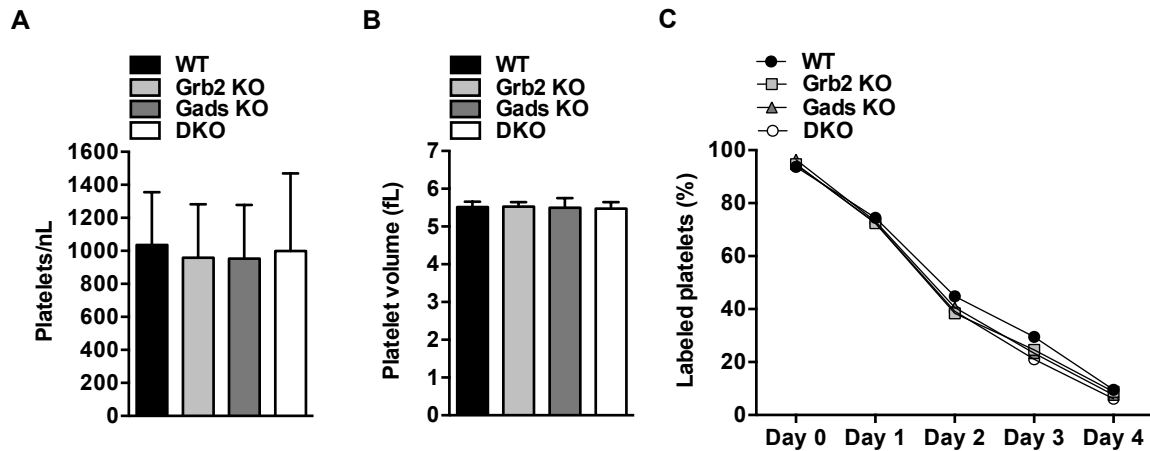 A
WT
Grb2 KO
Gads KO
DKO
Platelets/nL
1600
1400
1200
1000
800
600
400
200
0
B
WT
Grb2 KO
Gads KO
DKO
Platelet volume (fL)
7
6
5
4
3
2
1
0
C
WT
Grb2 KO
Gads KO
DKO
Labeled platelets (%)
100
80
60
40
20
0
Day 0 Day 1 Day 2 Day 3 Day 4